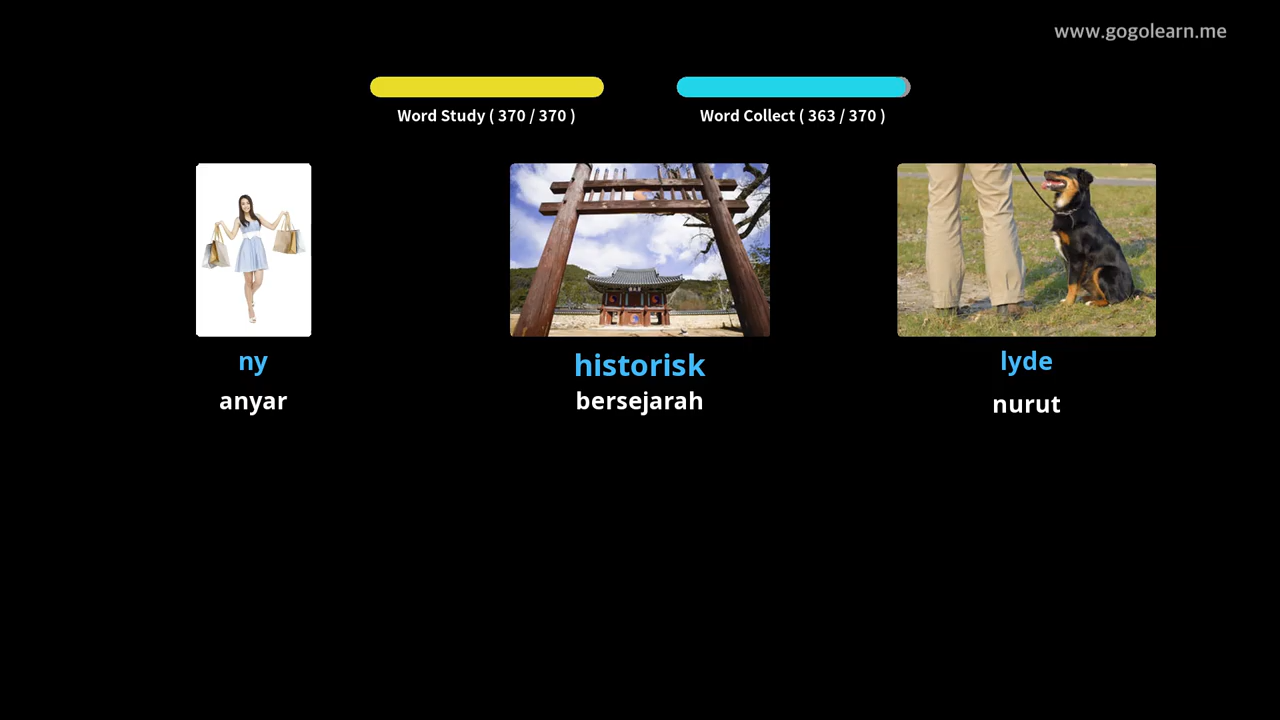 www.gogolearn.me
Word Study ( 370 / 370 )
Word Collect ( 363 / 370 )
ny
anyar
historisk
bersejarah
lyde
nurut